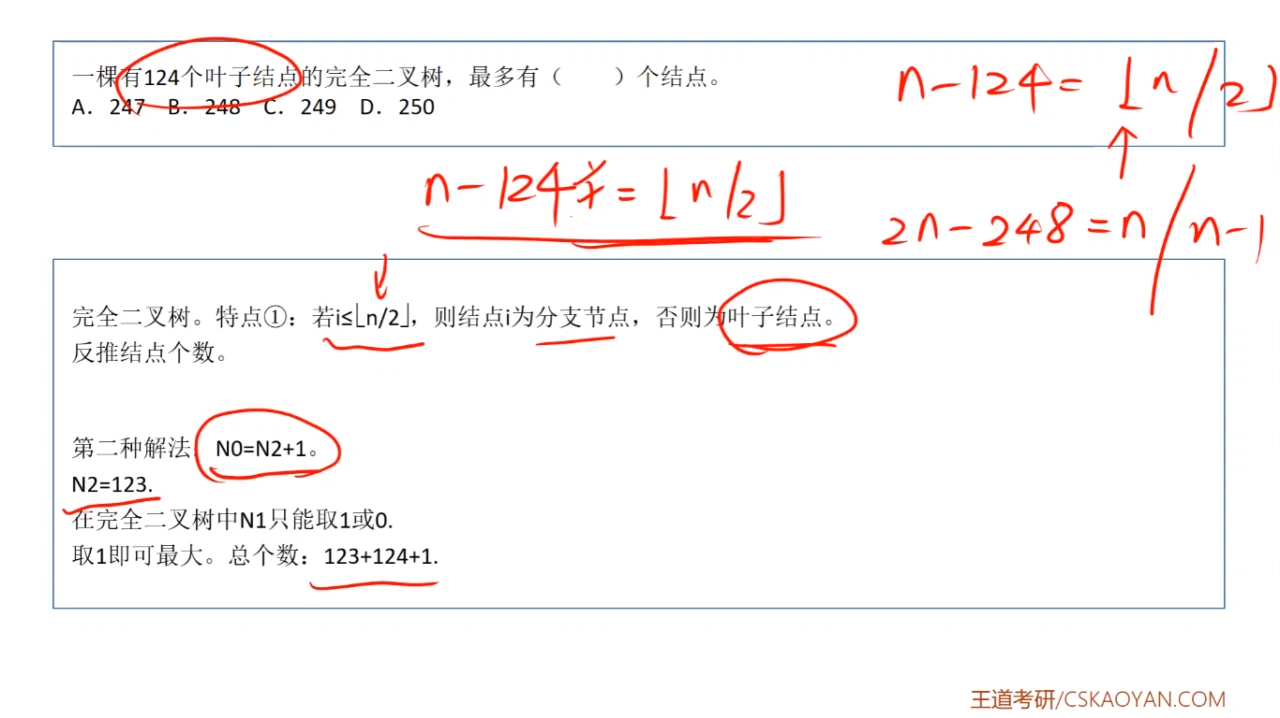 一棵有124个叶子结点的完全二叉树，最多有（ ）个结点。
A. 247 B. 248 C. 249 D. 250
n-124= ⌊n/2⌋
n-124 = ⌊n/2⌋
2n-248=n/n-1
完全二叉树。特点①：若i≤⌊n/2⌋，则结点i为分支节点，否则为叶子结点。
反推结点个数。
第二种解法 N0=N2+1。
N2=123.
在完全二叉树中N1只能取1或0.
取1即可最大。总个数：123+124+1.
王道考研/CSKAOYAN.COM